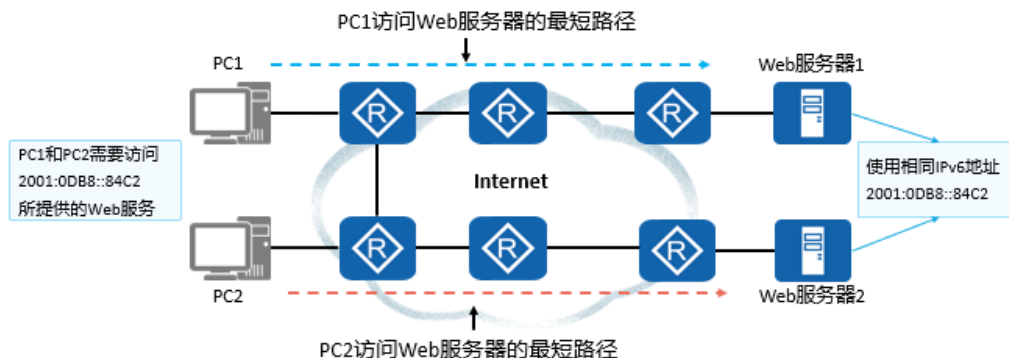 PC1访问Web服务器的最短路径
PC1
Web服务器1
R
R
R
PC1和PC2需要访问
2001:0DB8::84C2
所提供的Web服务
Internet
使用相同IPv6地址
2001:0DB8::84C2
R
R
R
PC2
Web服务器2
PC2访问Web服务器的最短路径